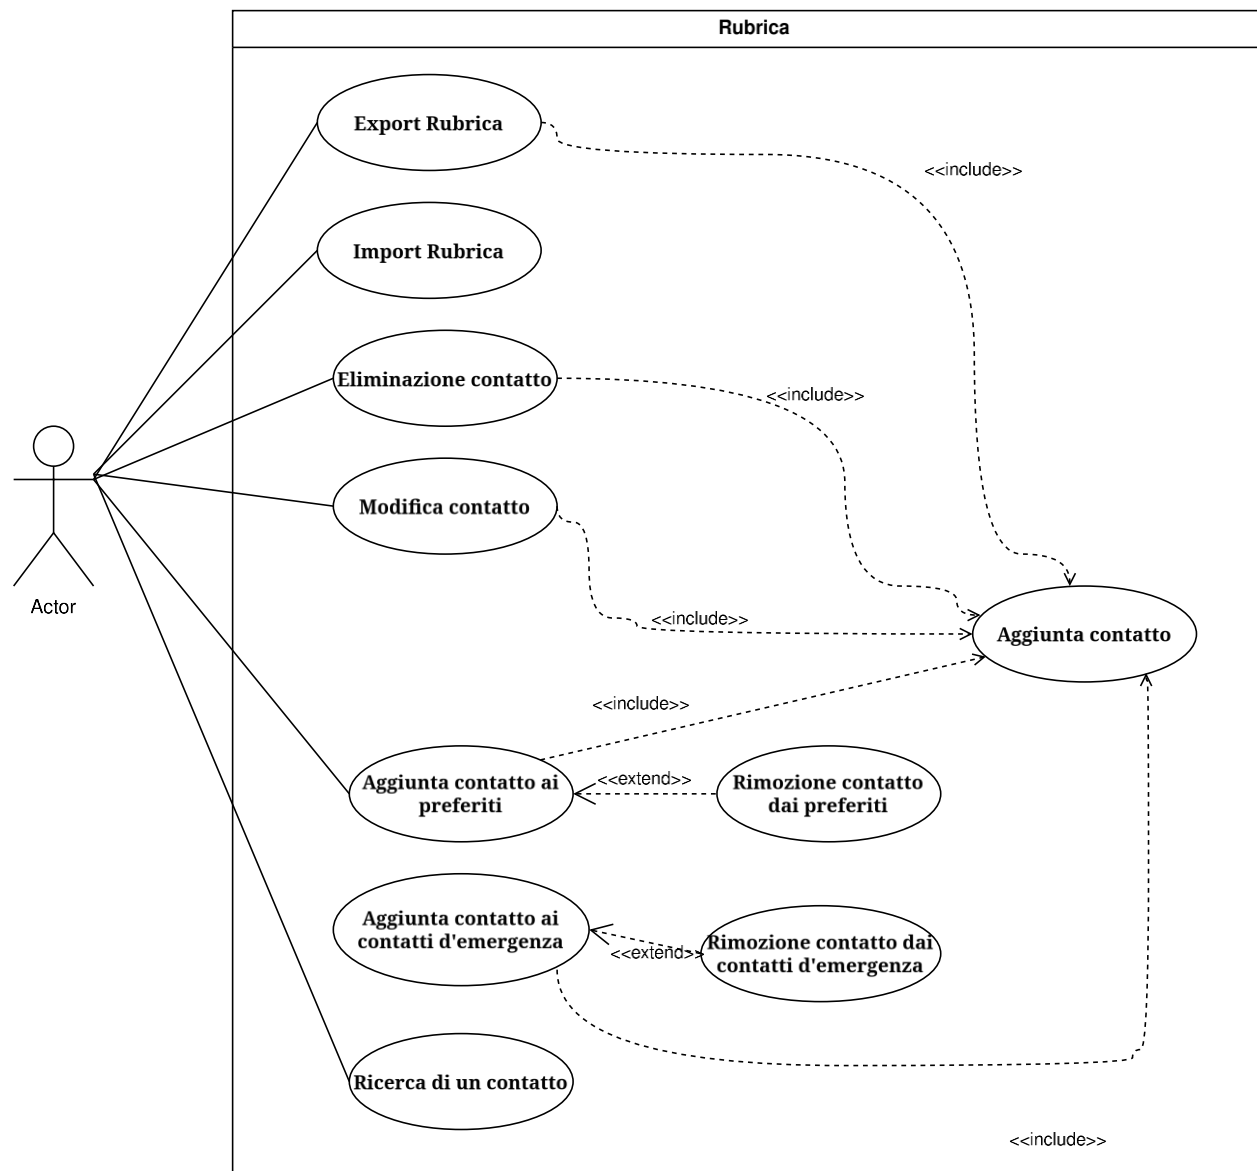 Rubrica
Export Rubrica
<<include>>
Import Rubrica
Eliminazione contatto
<<include>>
Modifica contatto
Actor
<<include>>
Aggiunta contatto
<<include>>
Aggiunta contatto ai
preferiti
<<extend>>
Rimozione contatto
dai preferiti
Aggiunta contatto ai
contatti d'emergenza
<<extend>>
Rimozione contatto dai
contatti d'emergenza
Ricerca di un contatto
<<include>>